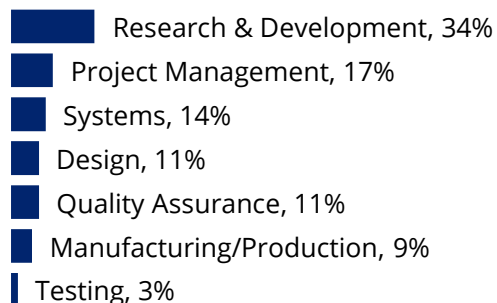 Research & Development, 34%
Project Management, 17%
Systems, 14%
Design, 11%
Quality Assurance, 11%
Manufacturing/Production, 9%
Testing, 3%